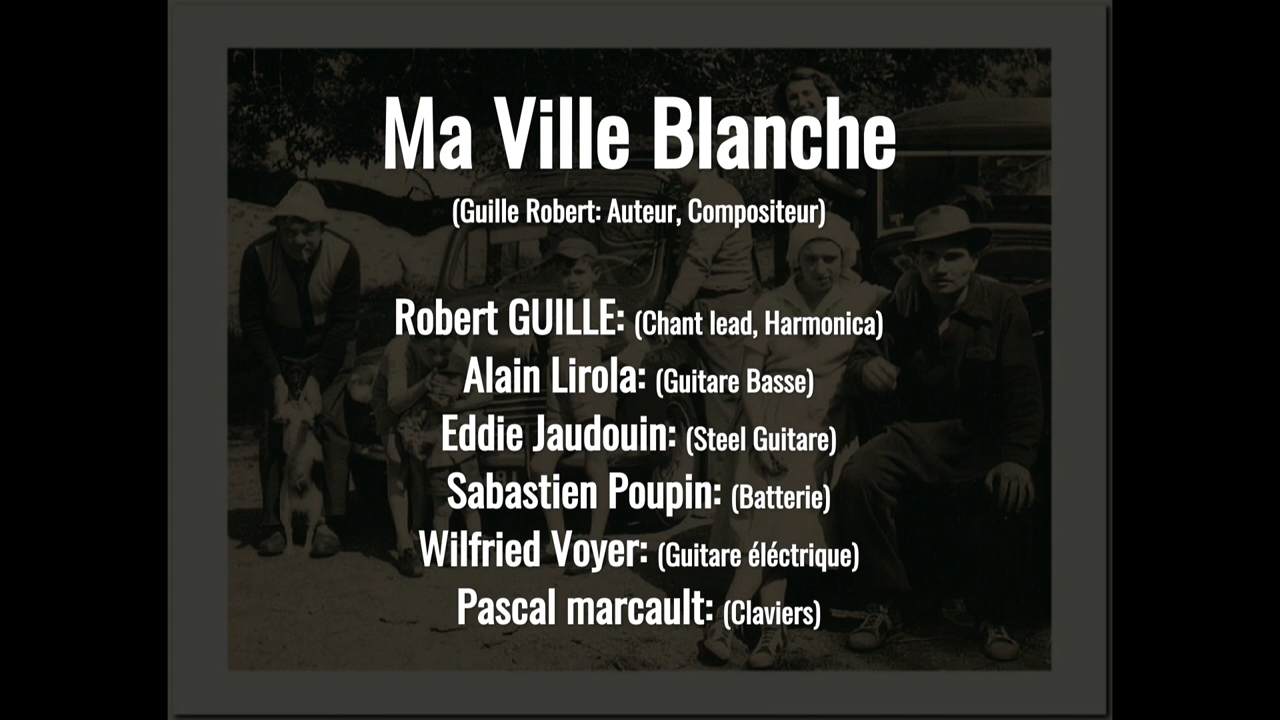 Ma Ville Blanche
(Guille Robert: Auteur, Compositeur)
Robert GUILLE: (Chant lead, Harmonica)
Alain Lirola: (Guitare Basse)
Eddie Jaudouin: (Steel Guitare)
Sabastien Poupin: (Batterie)
Wilfried Voyer: (Guitare éléctrique)
Pascal marcault: (Claviers)